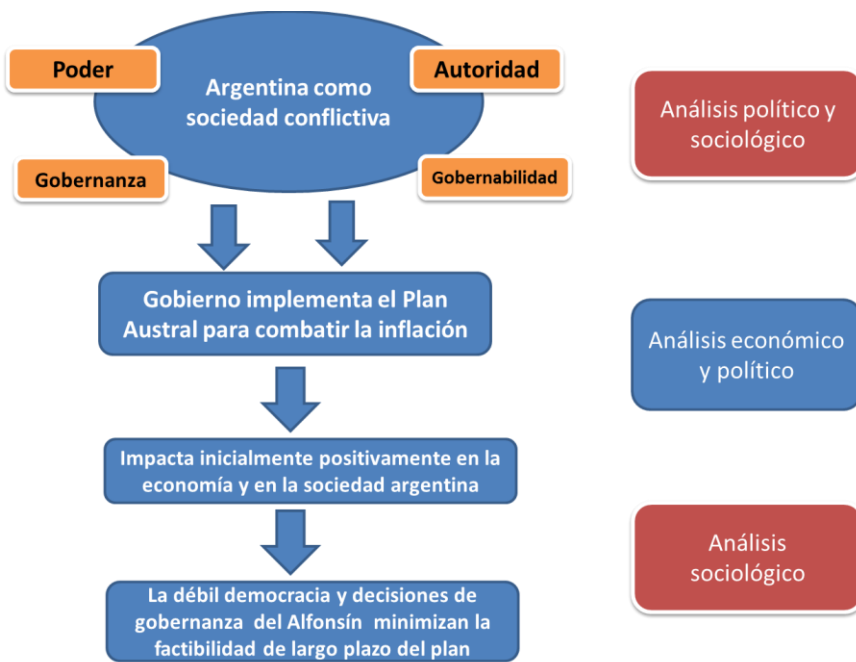 Poder
Autoridad
Argentina como
sociedad conflictiva
Gobernanza
Gobernabilidad
Análisis político y
sociológico
Gobierno implementa el Plan
Austral para combatir la inflación
Análisis económico
y político
Impacta inicialmente positivamente en la
economía y en la sociedad argentina
Análisis
sociológico
La débil democracia y decisiones de
gobernanza del Alfonsín minimizan la
factibilidad de largo plazo del plan